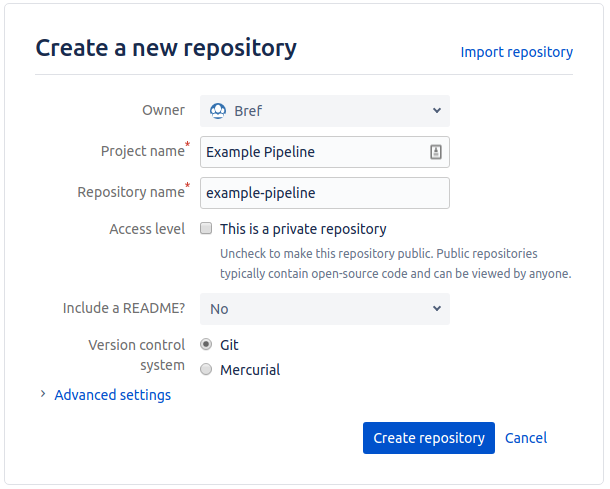 Create a new repository
Import repository
Owner
Bref
Project name*
Example Pipeline
Repository name*
example-pipeline
Access level
This is a private repository
Uncheck to make this repository public. Public repositories
typically contain open-source code and can be viewed by anyone.
Include a README?
No
Version control
system
Git
Mercurial
Advanced settings
Create repository
Cancel